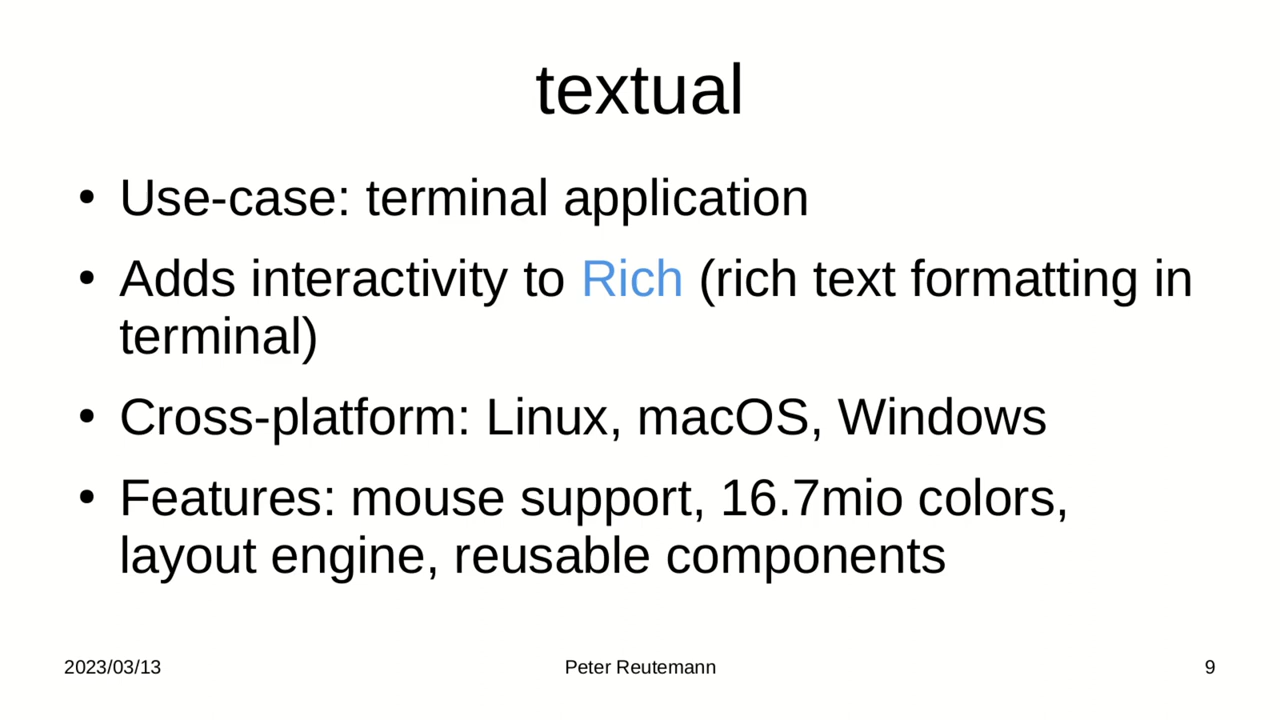 textual
• Use-case: terminal application
• Adds interactivity to Rich (rich text formatting in
terminal)
• Cross-platform: Linux, macOS, Windows
• Features: mouse support, 16.7mio colors,
layout engine, reusable components
2023/03/13
Peter Reutemann
9